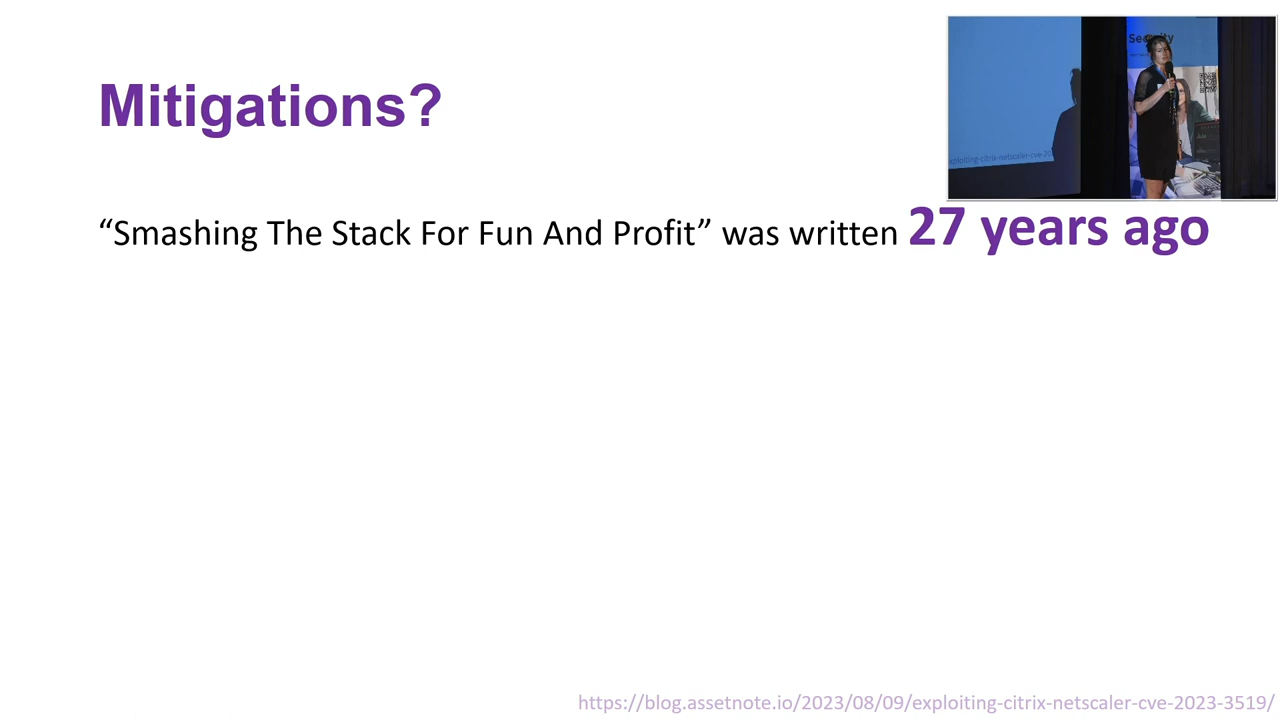 Mitigations?
“Smashing The Stack For Fun And Profit” was written 27 years ago
https://blog.assetnote.io/2023/08/09/exploiting-citrix-netscaler-cve-2023-3519/